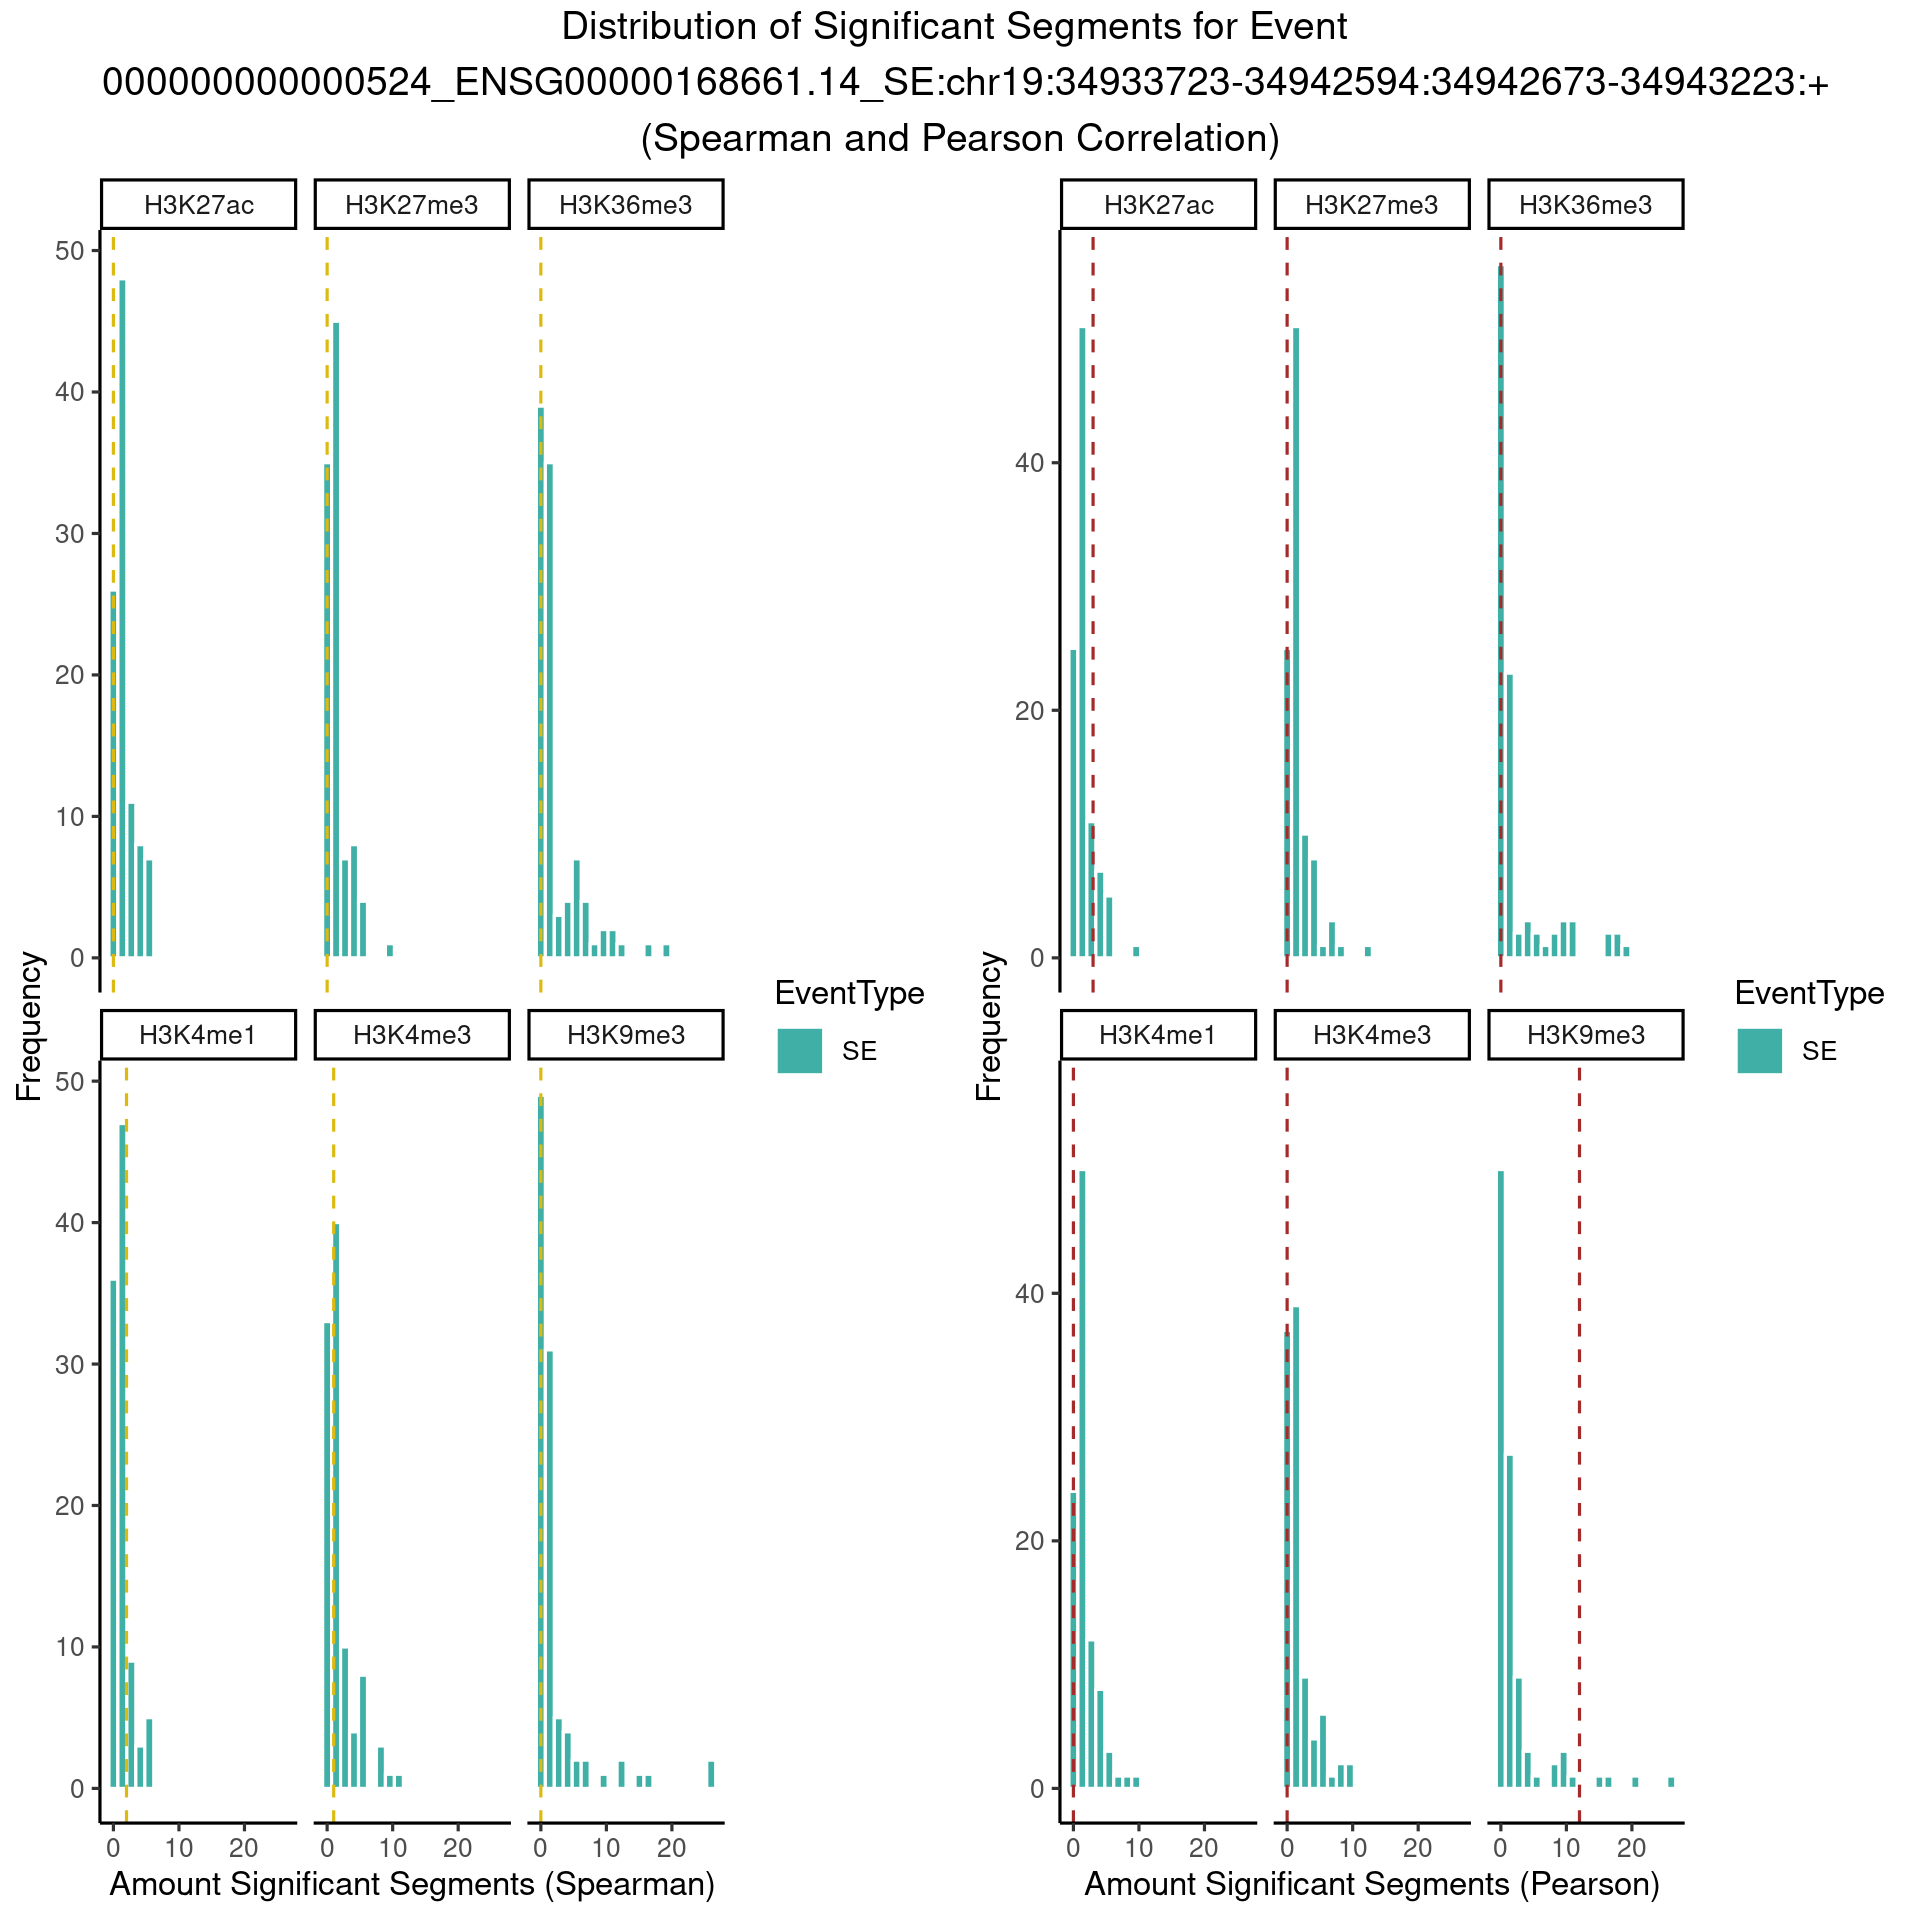 Distribution of Significant Segments for Event
000000000000524_ENSG00000168661.14_SE:chr19:34933723-34942594:34942673-34943223:+
(Spearman and Pearson Correlation)
H3K27ac H3K27me3 H3K36me3
50
40
30
20
10
0
H3K4me1 H3K4me3 H3K9me3
50
40
30
20
10
0
0 10 20 0 10 20 0 10 20
Frequency
Amount Significant Segments (Spearman)
EventType
SE
H3K27ac H3K27me3 H3K36me3
40
20
0
H3K4me1 H3K4me3 H3K9me3
40
20
0
0 10 20 0 10 20 0 10 20
Frequency
Amount Significant Segments (Pearson)
EventType
SE